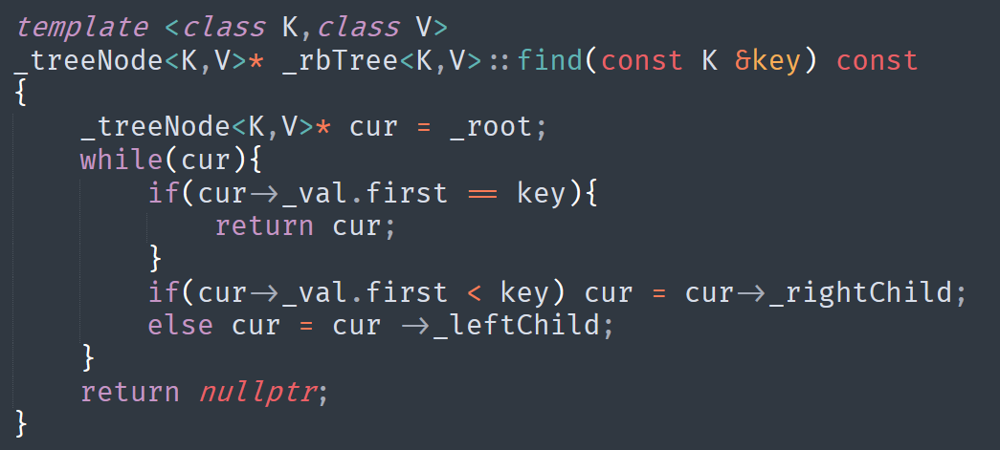 template <class K,class V>
_treeNode<K,V>* _rbTree<K,V>::find(const K &key) const
{
    _treeNode<K,V>* cur = _root;
    while(cur){
        if(cur->_val.first == key){
            return cur;
        }
        if(cur->_val.first < key) cur = cur->_rightChild;
        else cur = cur ->_leftChild;
    }
    return nullptr;
}